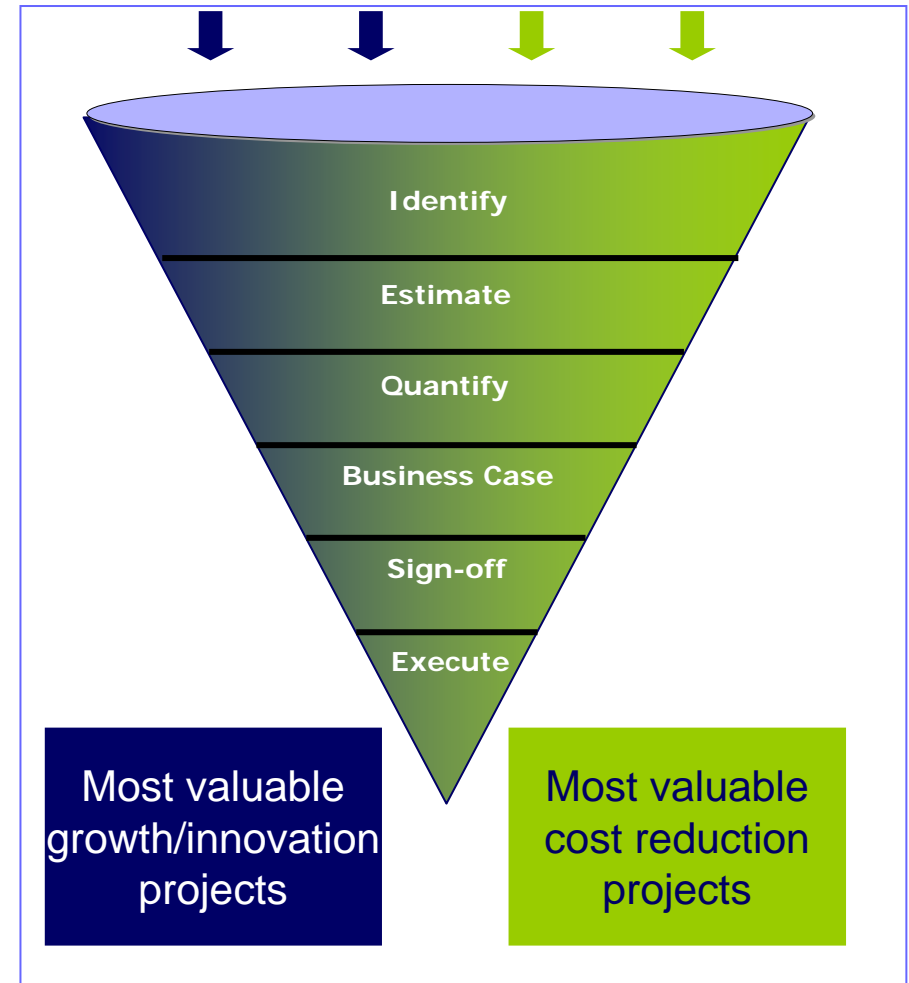 Identify
Estimate
Quantify
Business Case
Sign-off
Execute
Most valuable
growth/innovation
projects
Most valuable
cost reduction
projects